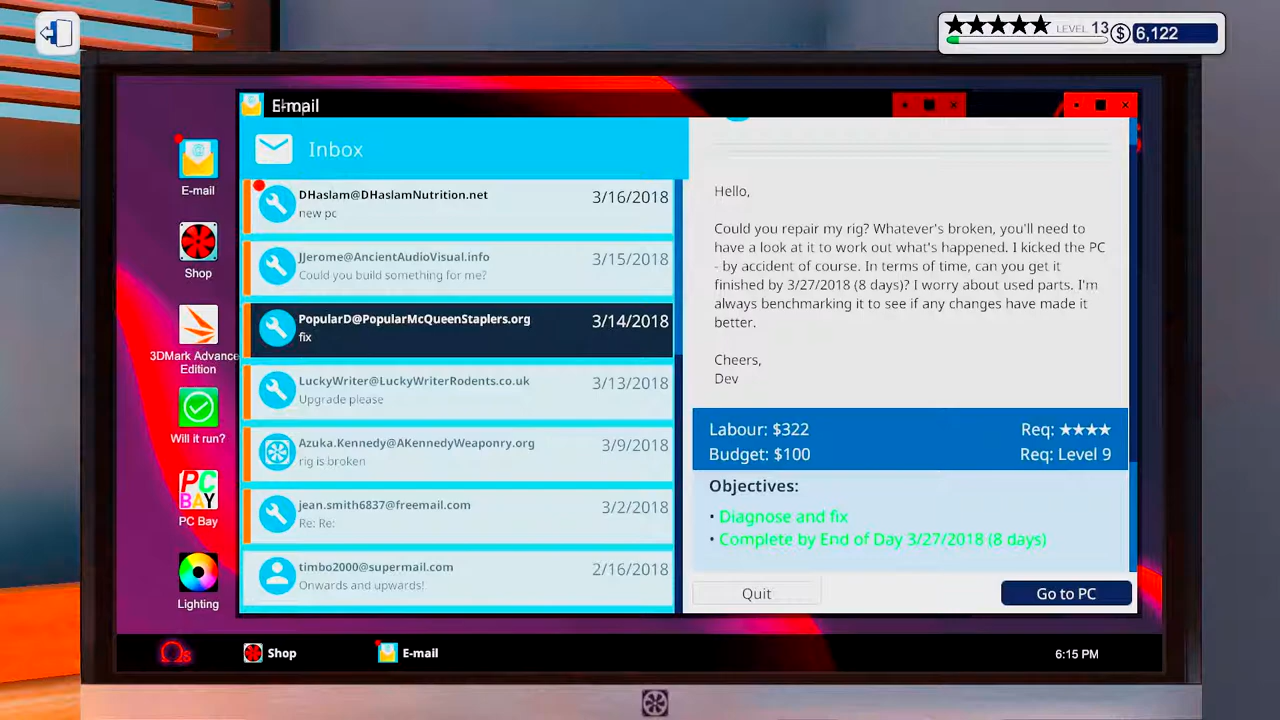 LEVEL 13
$ 6,122
E-mail
E-mail
Shop
3DMark Advance
Edition
Will it run?
PC
BAY
PC Bay
Lighting
Inbox
DHaslam@DHaslamNutrition.net
3/16/2018
new pc
JJerome@AncientAudioVisual.info
3/15/2018
Could you build something for me?
PopularD@PopularMcQueenStaplers.org
3/14/2018
fix
LuckyWriter@LuckyWriterRodents.co.uk
3/13/2018
Upgrade please
Azuka.Kennedy@AKennedyWeaponry.org
3/9/2018
rig is broken
jean.smith6837@freemail.com
3/2/2018
Re: Re:
timbo2000@supermail.com
2/16/2018
Onwards and upwards!
Hello,
Could you repair my rig? Whatever's broken, you'll need to
have a look at it to work out what's happened. I kicked the PC
- by accident of course. In terms of time, can you get it
finished by 3/27/2018 (8 days)? I worry about used parts. I'm
always benchmarking it to see if any changes have made it
better.
Cheers,
Dev
Labour: $322
Req: ★★★★
Budget: $100
Req: Level 9
Objectives:
• Diagnose and fix
• Complete by End of Day 3/27/2018 (8 days)
Quit
Go to PC
Ωs
Shop
E-mail
6:15 PM